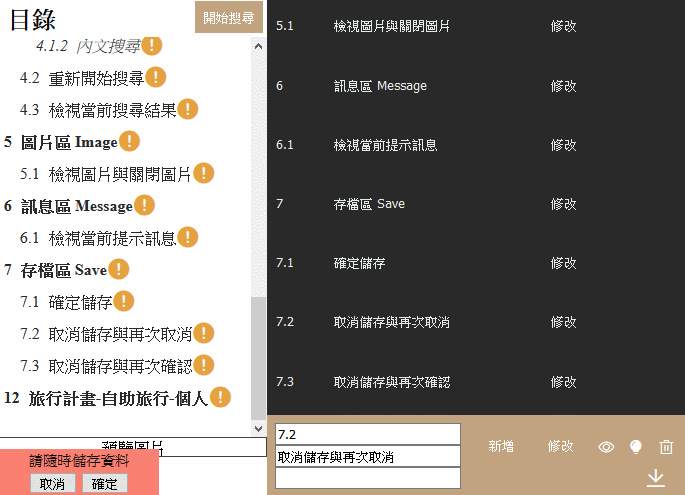 目錄
開始搜尋
4.1.2 內文搜尋
4.2 重新開始搜尋
4.3 檢視當前搜尋結果
5 圖片區 Image
5.1 檢視圖片與關閉圖片
6 訊息區 Message
6.1 檢視當前提示訊息
7 存檔區 Save
7.1 確定儲存
7.2 取消儲存與再次取消
7.3 取消儲存與再次確認
12 旅行計畫-自助旅行-個人
預覽圖片
請隨時儲存資料
取消 確定
5.1 檢視圖片與關閉圖片 修改
6 訊息區 Message 修改
6.1 檢視當前提示訊息 修改
7 存檔區 Save 修改
7.1 確定儲存 修改
7.2 取消儲存與再次取消 修改
7.3 取消儲存與再次確認 修改
7.2
取消儲存與再次取消
新增 修改